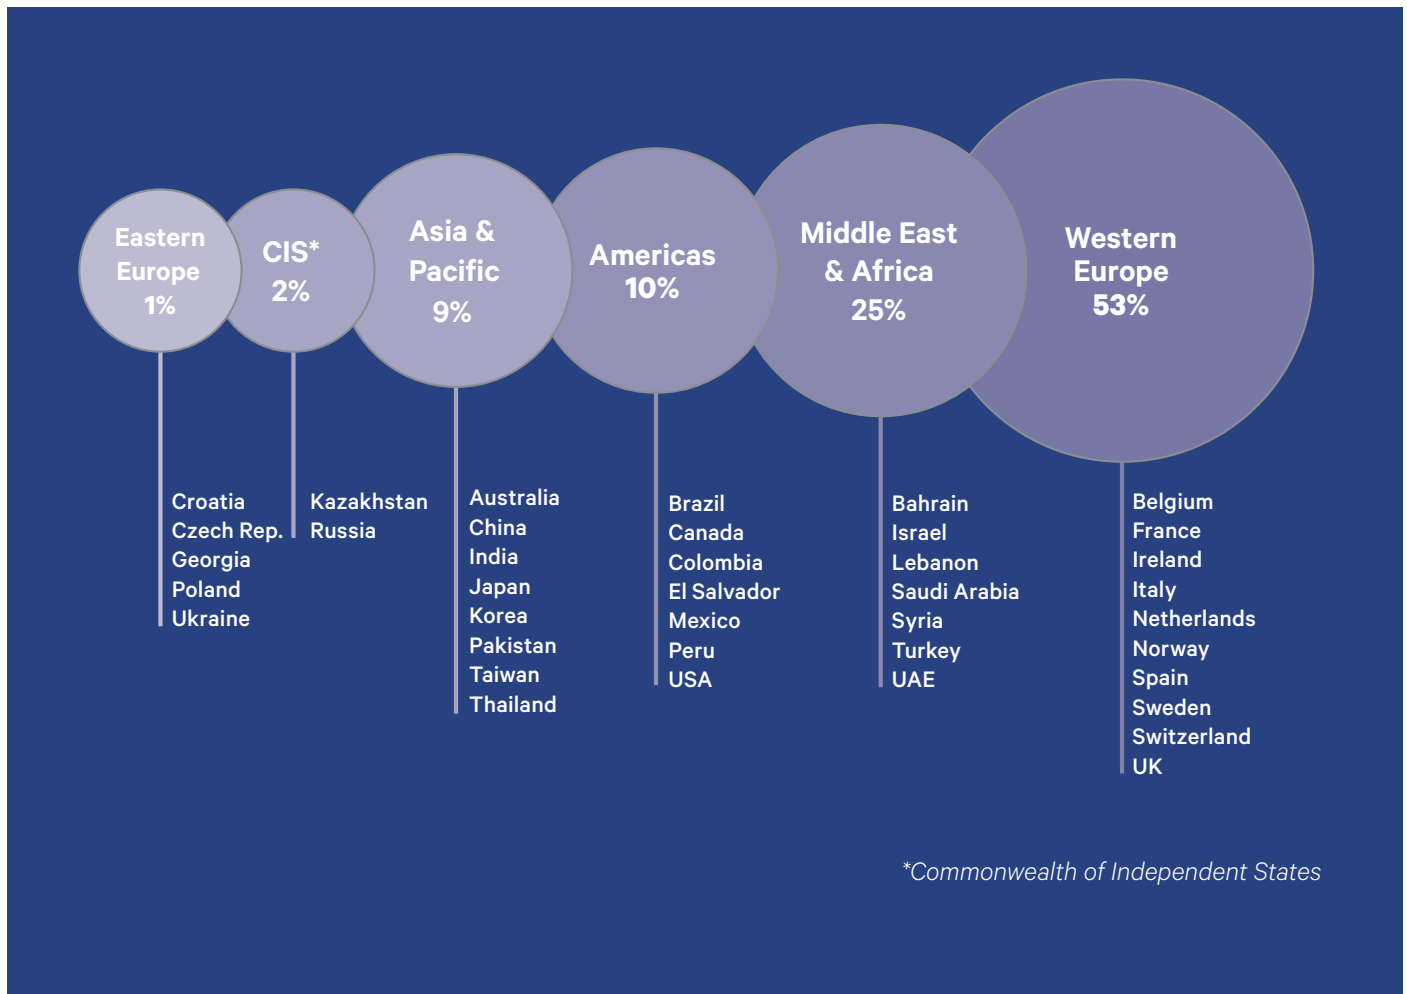 Eastern
Europe
1%
CIS*
2%
Asia &
Pacific
9%
Americas
10%
Middle East
& Africa
25%
Western
Europe
53%
Croatia
Czech Rep.
Georgia
Poland
Ukraine
Kazakhstan
Russia
Australia
China
India
Japan
Korea
Pakistan
Taiwan
Thailand
Brazil
Canada
Colombia
El Salvador
Mexico
Peru
USA
Bahrain
Israel
Lebanon
Saudi Arabia
Syria
Turkey
UAE
Belgium
France
Ireland
Italy
Netherlands
Norway
Spain
Sweden
Switzerland
UK
*Commonwealth of Independent States